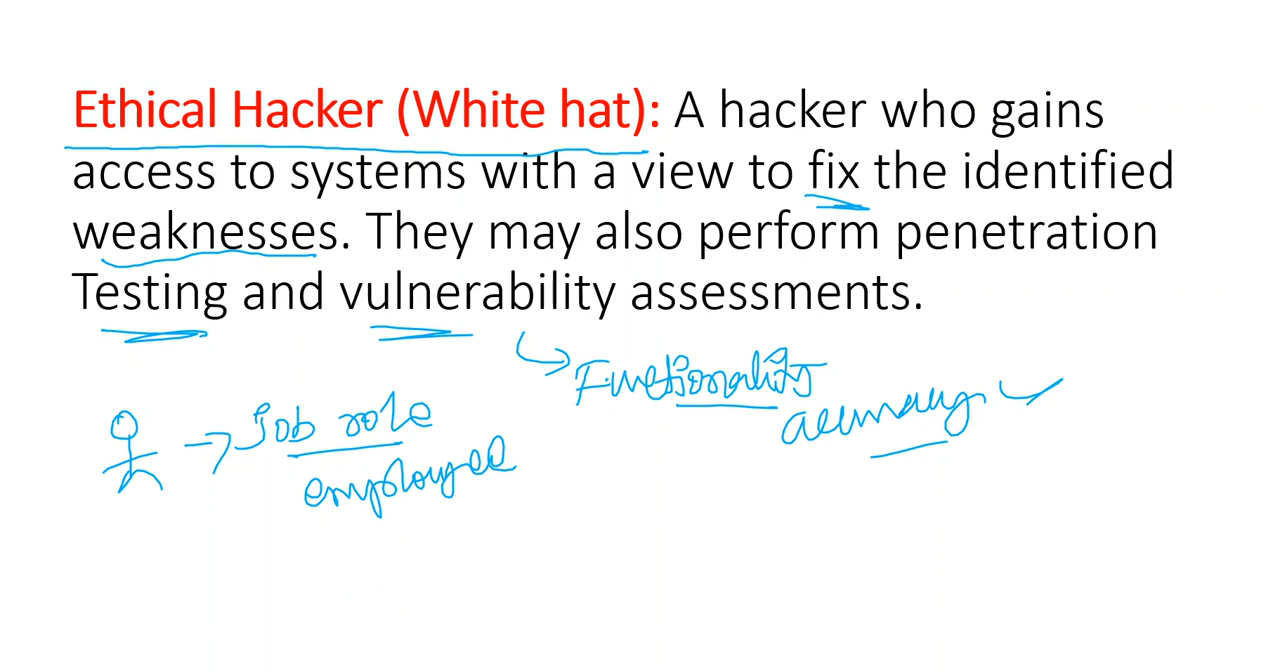 Ethical Hacker (White hat): A hacker who gains
access to systems with a view to fix the identified
weaknesses. They may also perform penetration
Testing and vulnerability assessments.
Functionality
Job role
accuracy
employee